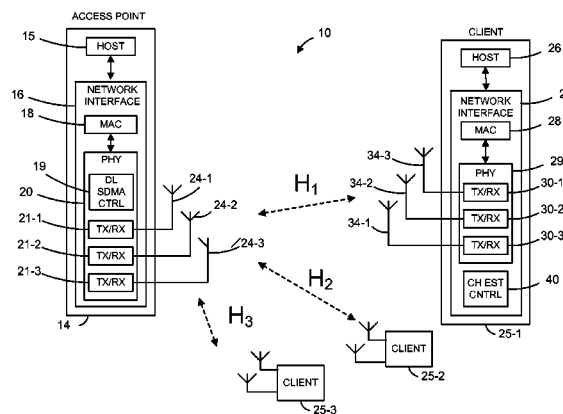 ACCESS POINT
15
HOST
16
NETWORK
INTERFACE
18
MAC
PHY
19
DL
SDMA
CTRL
20
21-1
TX/RX
21-2
TX/RX
21-3
TX/RX
14
24-1
24-2
24-3
10
H1
H2
H3
CLIENT
25-3
CLIENT
25-2
CLIENT
HOST
26
NETWORK
INTERFACE
MAC
28
PHY
29
34-3
34-2
34-1
TX/RX
30-1
TX/RX
30-2
TX/RX
30-3
CH EST
CNTRL
40
25-1